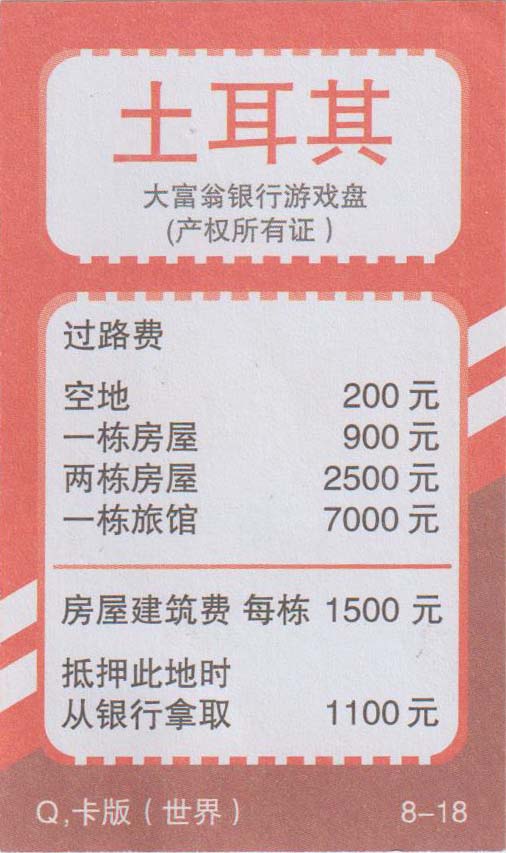 土耳其
大富翁银行游戏盘
(产权所有证)
过路费
空地 200 元
一栋房屋 900 元
两栋房屋 2500 元
一栋旅馆 7000 元
房屋建筑费 每栋 1500 元
抵押此地时
从银行拿取 1100 元
Q,卡版(世界) 8-18